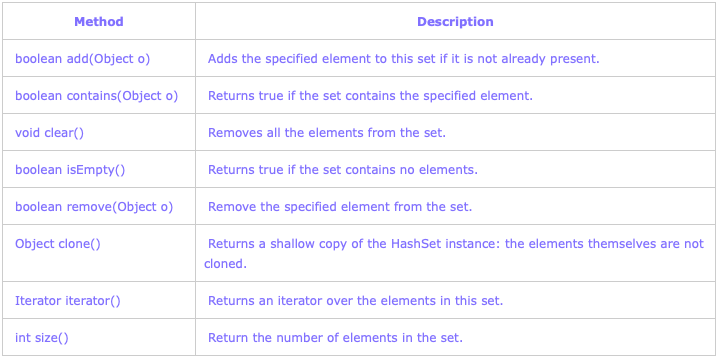 Method Description
boolean add(Object o) Adds the specified element to this set if it is not already present.
boolean contains(Object o) Returns true if the set contains the specified element.
void clear() Removes all the elements from the set.
boolean isEmpty() Returns true if the set contains no elements.
boolean remove(Object o) Remove the specified element from the set.
Object clone() Returns a shallow copy of the HashSet instance: the elements themselves are not
cloned.
Iterator iterator() Returns an iterator over the elements in this set.
int size() Return the number of elements in the set.